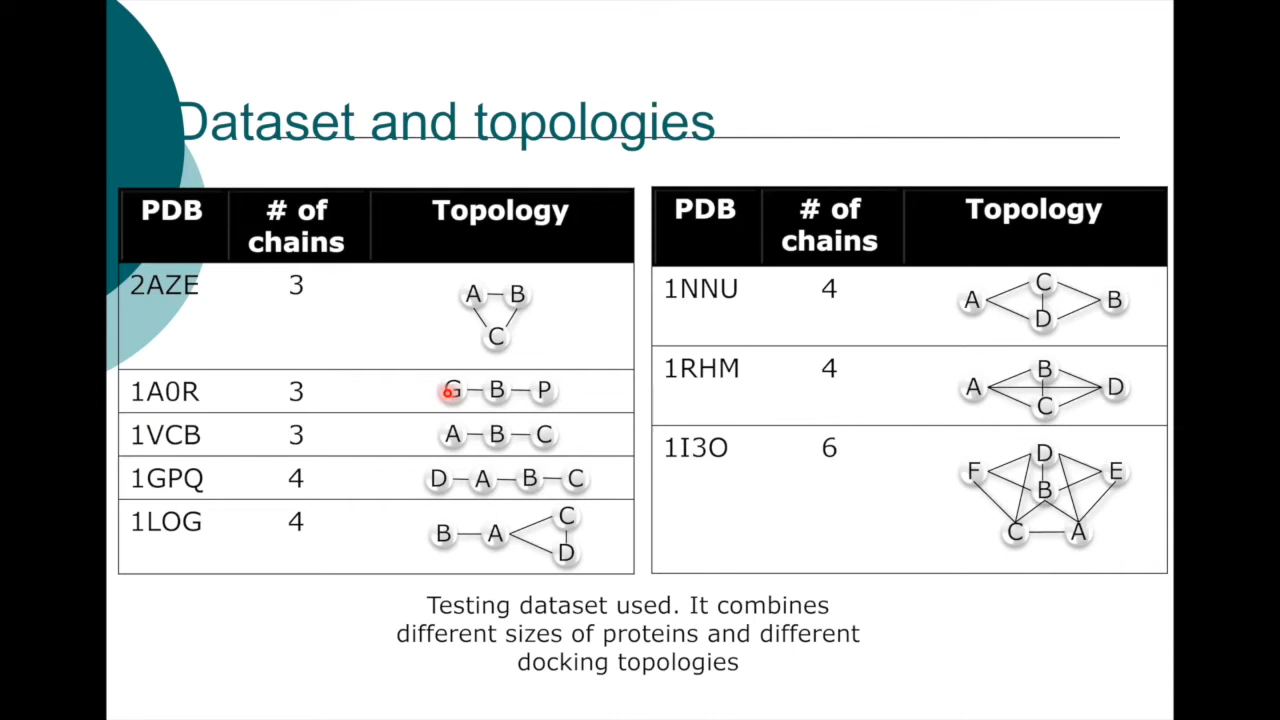 Dataset and topologies
PDB # of chains Topology
2AZE 3 A B C
1A0R 3 G B P
1VCB 3 A B C
1GPQ 4 D A B C
1LOG 4 B A C D
PDB # of chains Topology
1NNU 4 A C D B
1RHM 4 A B C D
1I3O 6 F D B E C A
Testing dataset used. It combines
different sizes of proteins and different
docking topologies